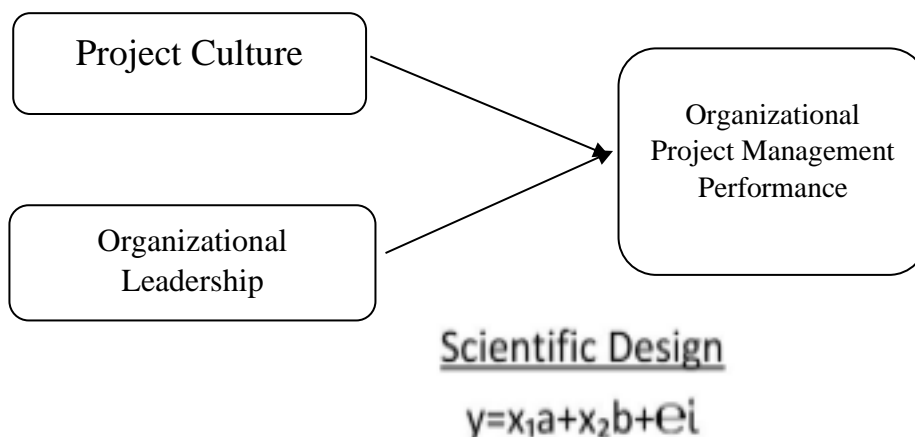 Project Culture
Organizational
Project Management
Performance
Organizational
Leadership
Scientific Design
y=x₁a+x₂b+ei